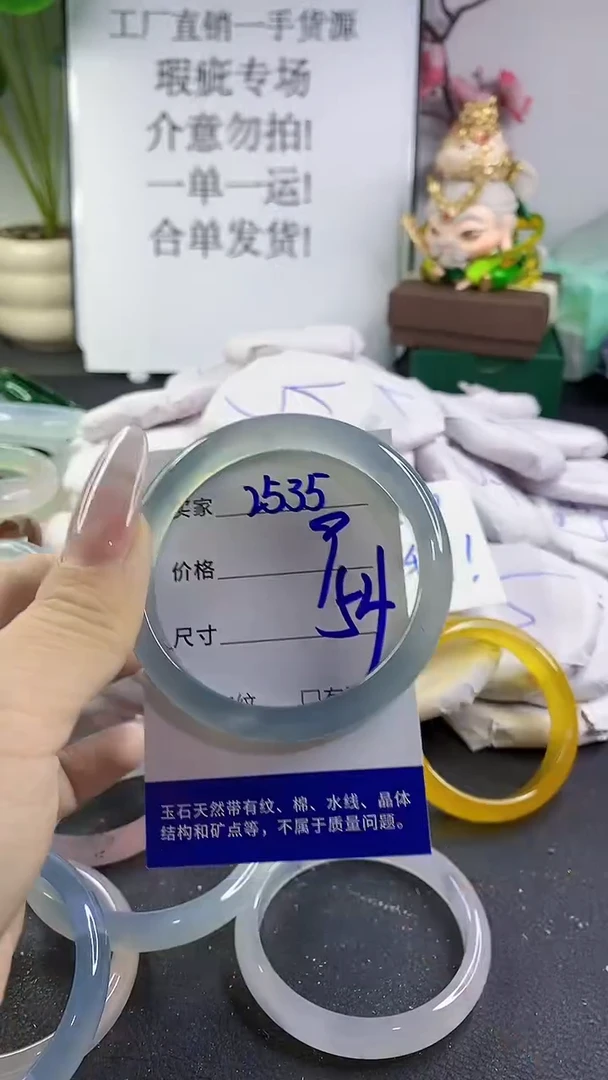 工厂直销一手货源
瑕疵专场
介意勿拍!
一单一运!
合单发货!
买家 2535
价格
尺寸 54
玉石天然带有纹、棉、水线、晶体
结构和矿点等，不属于质量问题。